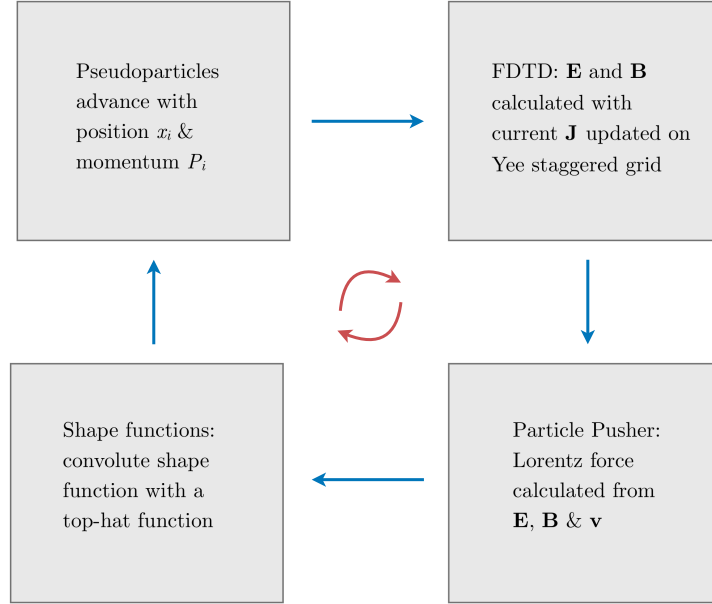 Pseudoparticles
advance with
position xᵢ &
momentum Pᵢ
FDTD: E and B
calculated with
current J updated on
Yee staggered grid
Shape functions:
convolute shape
function with a
top-hat function
Particle Pusher:
Lorentz force
calculated from
E, B & v